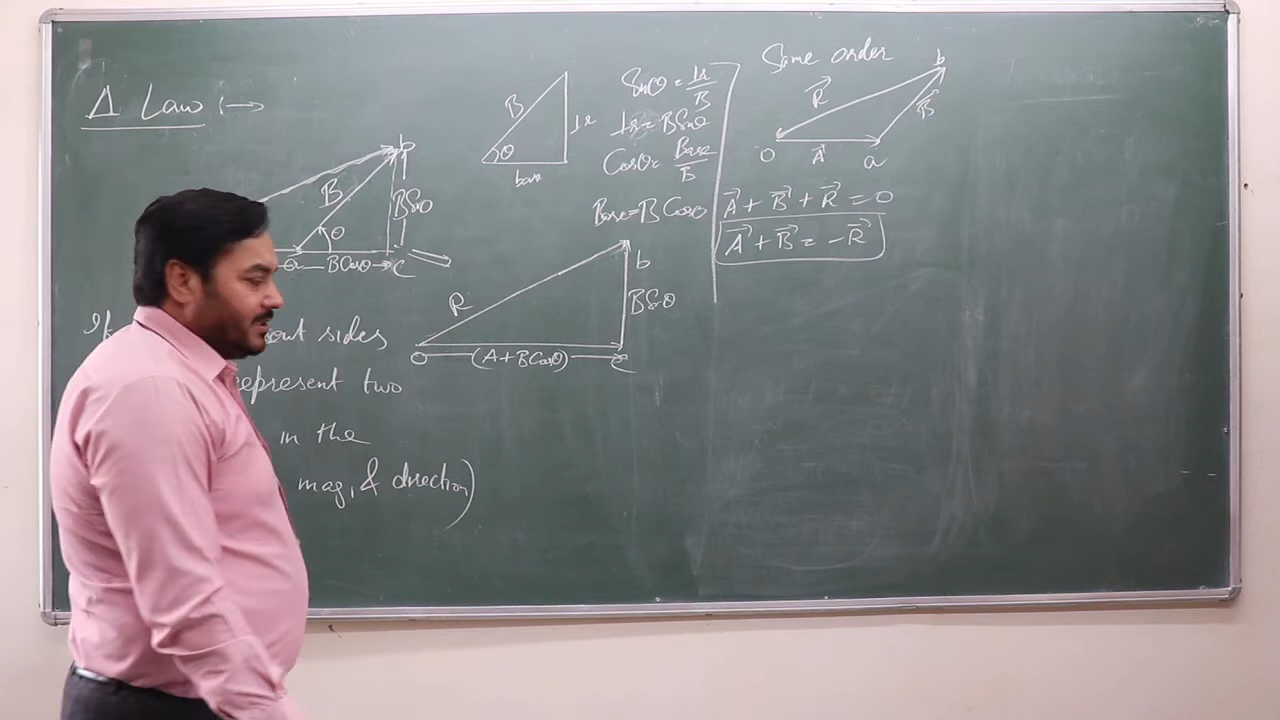 Δ Law :→
b
B
θ
BSinθ
a BCosθ C
B
θ
⊥r
base
Sinθ = ⊥r/B
⊥r = BSinθ
Cosθ = Base/B
Base = B Cosθ
R
b
BSinθ
O (A + BCosθ) C
If
sides
represent two
in the
mag, & direction)
Same order
b
R⃗
B⃗
O A⃗ a
A⃗ + B⃗ + R⃗ = 0
A⃗ + B⃗ = -R⃗